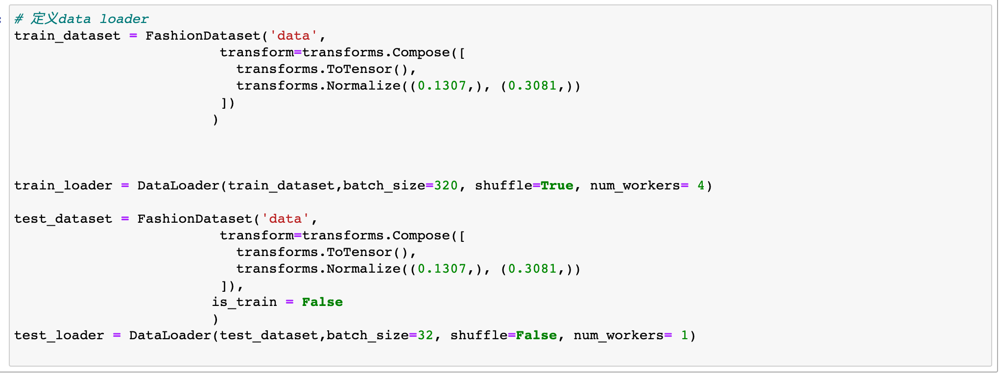 # 定义data loader
train_dataset = FashionDataset('data',
transform=transforms.Compose([
transforms.ToTensor(),
transforms.Normalize((0.1307,), (0.3081,))
])
)
train_loader = DataLoader(train_dataset,batch_size=320, shuffle=True, num_workers= 4)
test_dataset = FashionDataset('data',
transform=transforms.Compose([
transforms.ToTensor(),
transforms.Normalize((0.1307,), (0.3081,))
]),
is_train = False
)
test_loader = DataLoader(test_dataset,batch_size=32, shuffle=False, num_workers= 1)